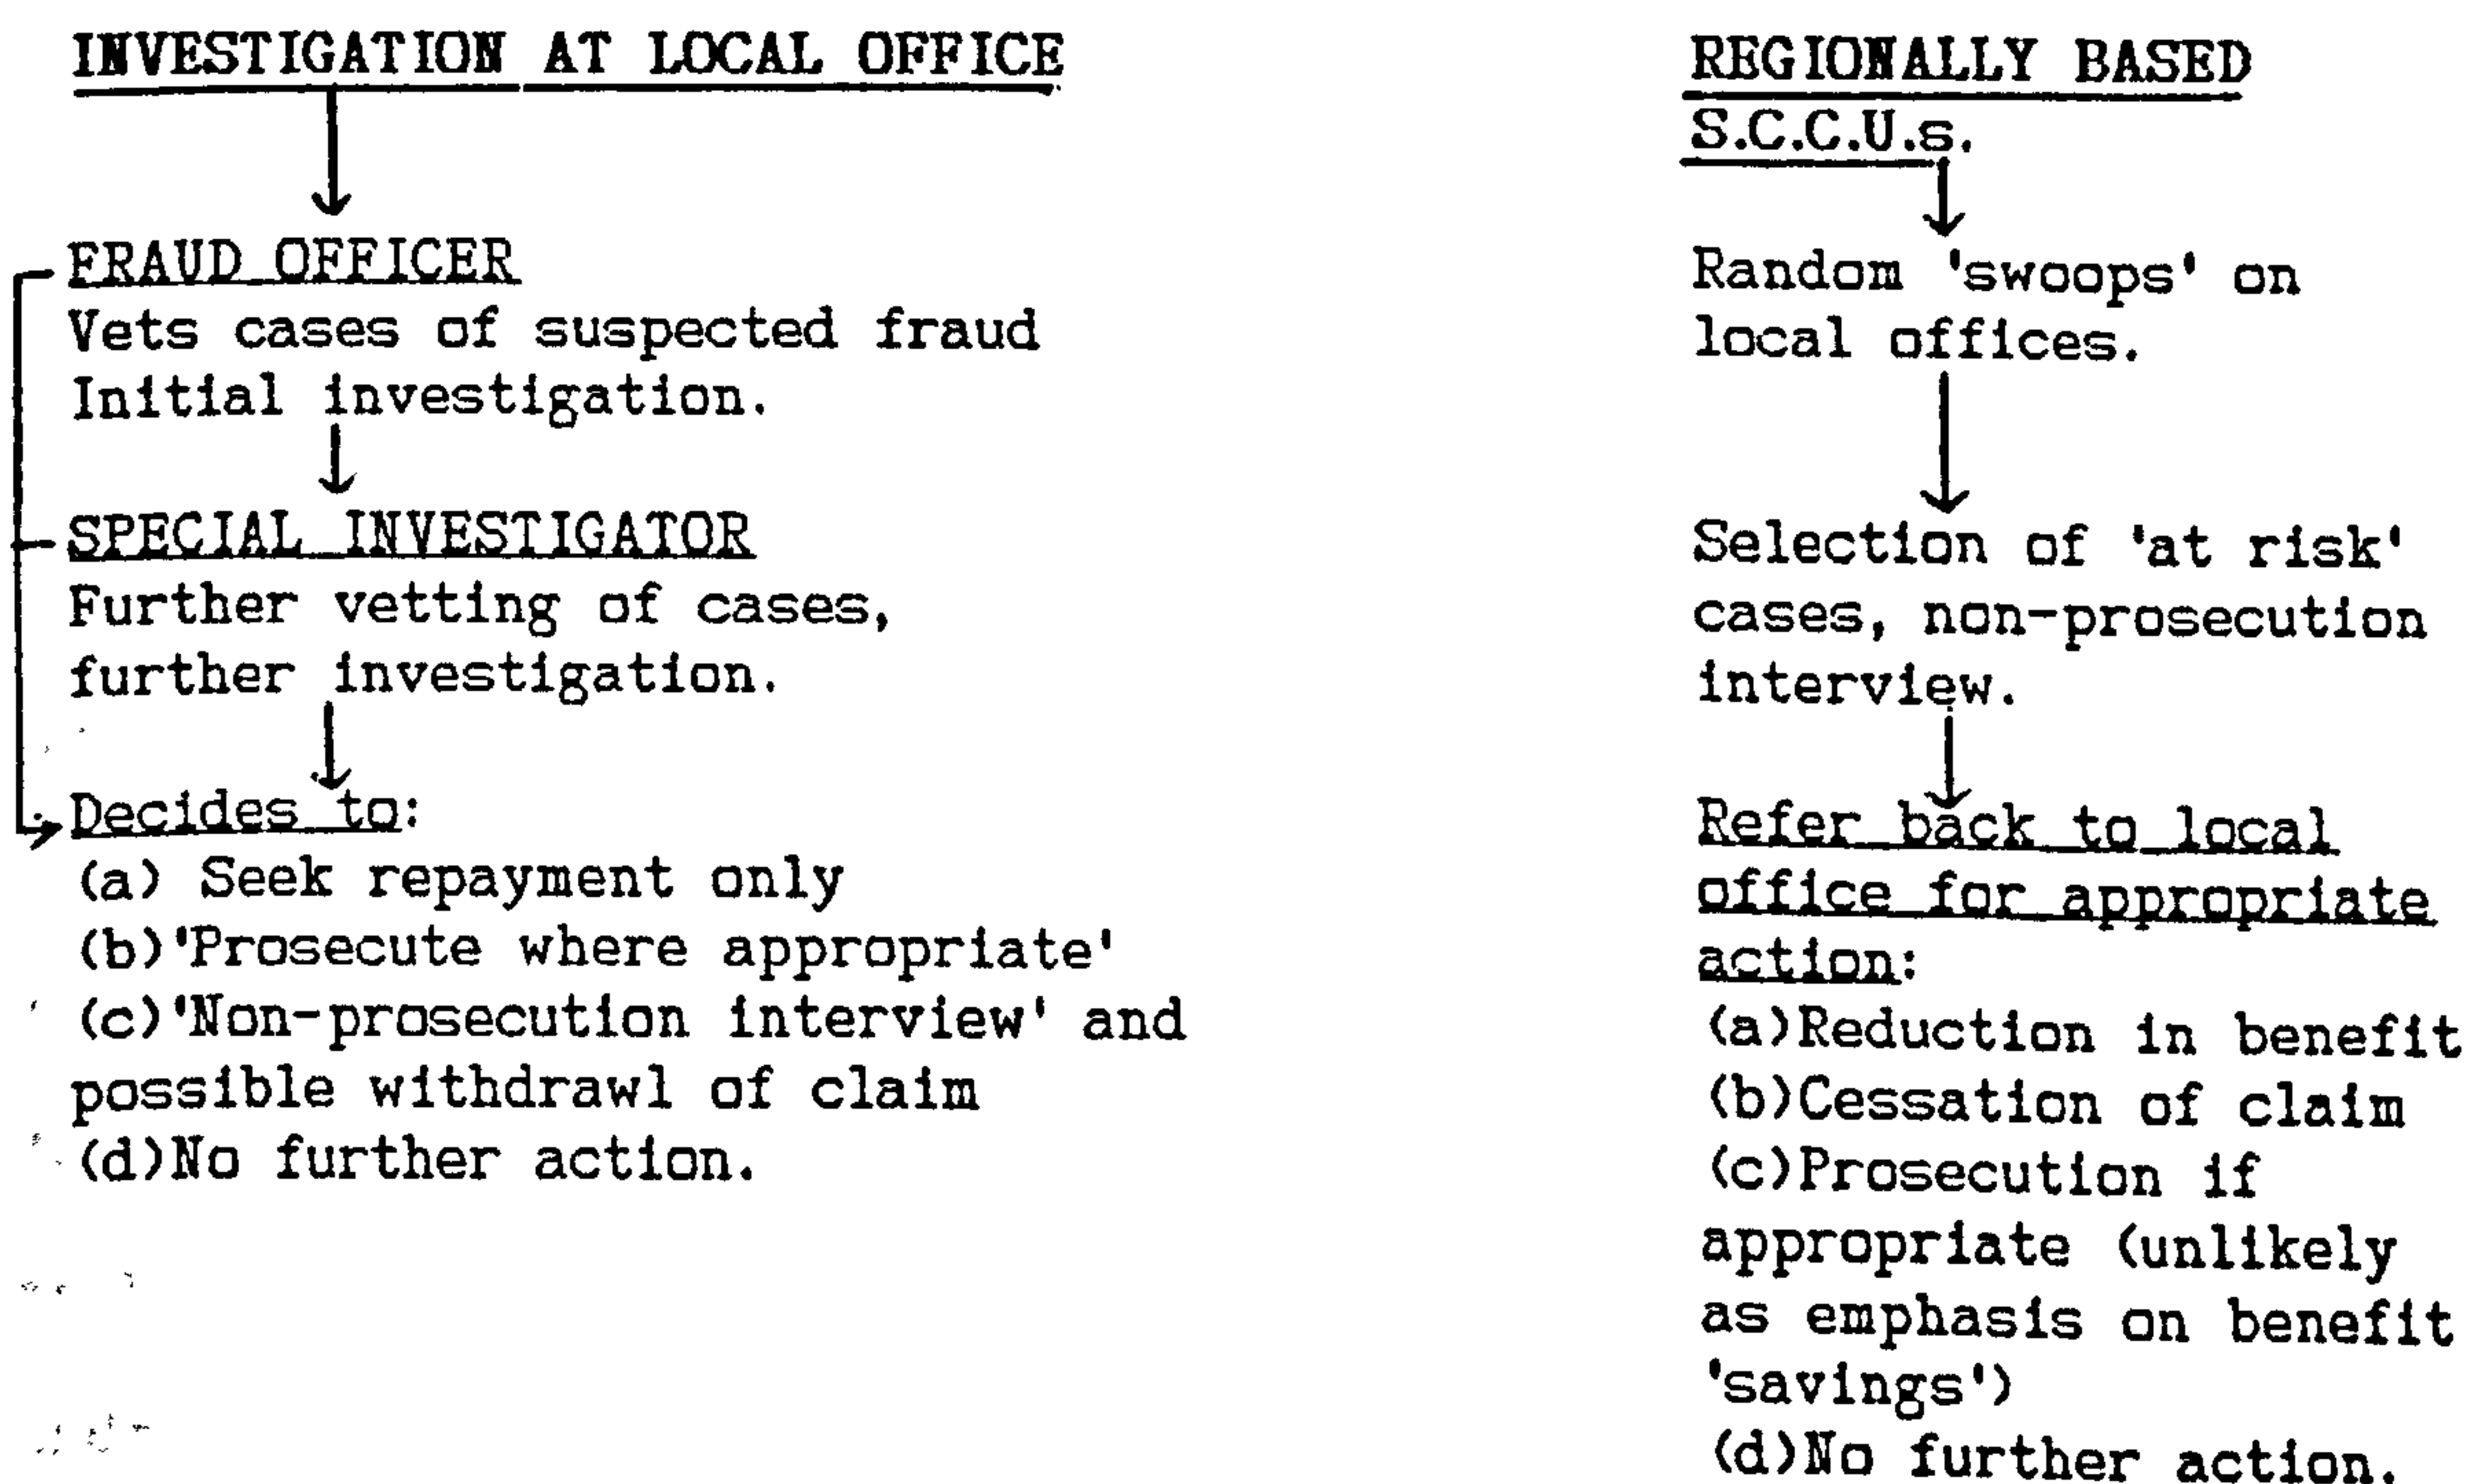 INVESTIGATION AT LOCAL OFFICE
FRAUD OFFICER
Vets cases of suspected fraud
Initial investigation.
SPECIAL INVESTIGATOR
Further vetting of cases,
further investigation.
Decides to:
(a) Seek repayment only
(b)'Prosecute where appropriate'
(c)'Non-prosecution interview' and
possible withdrawl of claim
(d)No further action.
REGIONALLY BASED
S.C.C.U.s.
Random 'swoops' on
local offices.
Selection of 'at risk'
cases, non-prosecution
interview.
Refer back to local
office for appropriate
action:
(a)Reduction in benefit
(b)Cessation of claim
(c)Prosecution if
appropriate (unlikely
as emphasis on benefit
'savings')
(d)No further action.